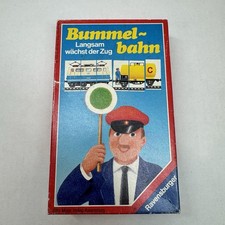 Bummel-
bahn
Langsam
wächst der Zug
C
Ravensburger